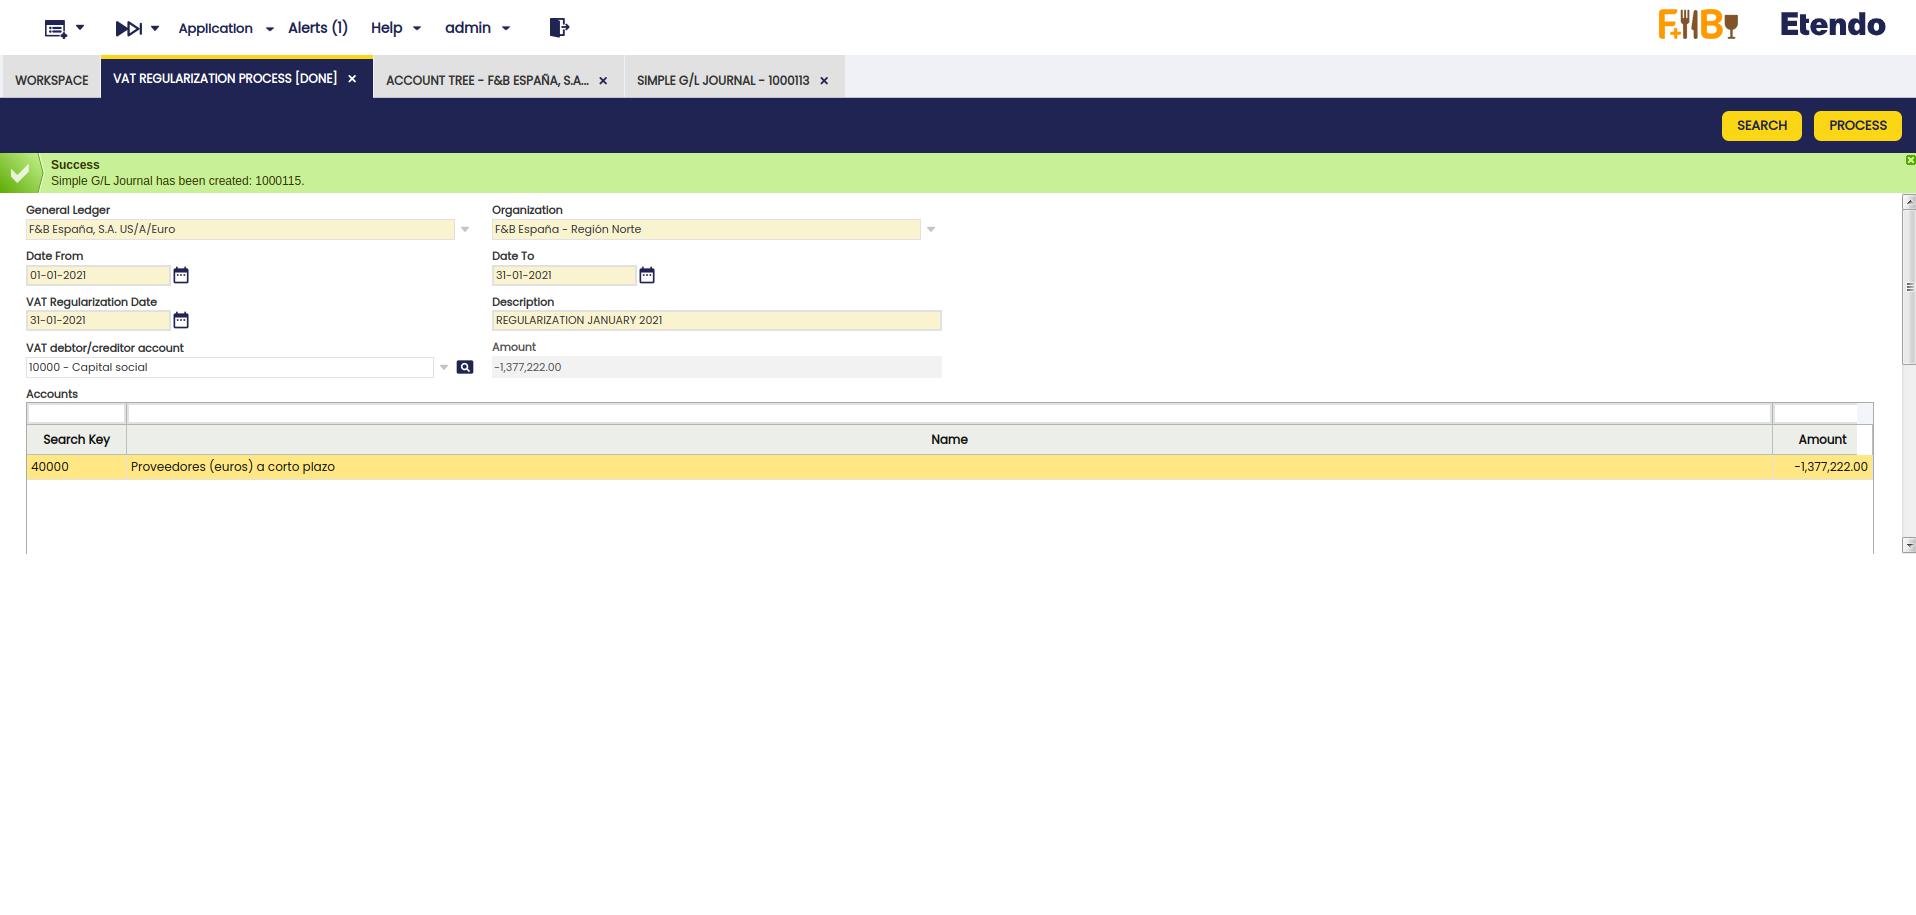 Application
Alerts (1)
Help
admin
F+B
Etendo
WORKSPACE
VAT REGULARIZATION PROCESS [DONE]
ACCOUNT TREE - F&B ESPAÑA, S.A...
SIMPLE G/L JOURNAL - 1000113
SEARCH
PROCESS
Success
Simple G/L Journal has been created: 1000115.
General Ledger
Organization
F&B España, S.A. US/A/Euro
F&B España - Región Norte
Date From
Date To
01-01-2021
31-01-2021
VAT Regularization Date
Description
31-01-2021
REGULARIZATION JANUARY 2021
VAT debtor/creditor account
Amount
10000 - Capital social
-1,377,222.00
Accounts
Search Key
Name
Amount
40000
Proveedores (euros) a corto plazo
-1,377,222.00